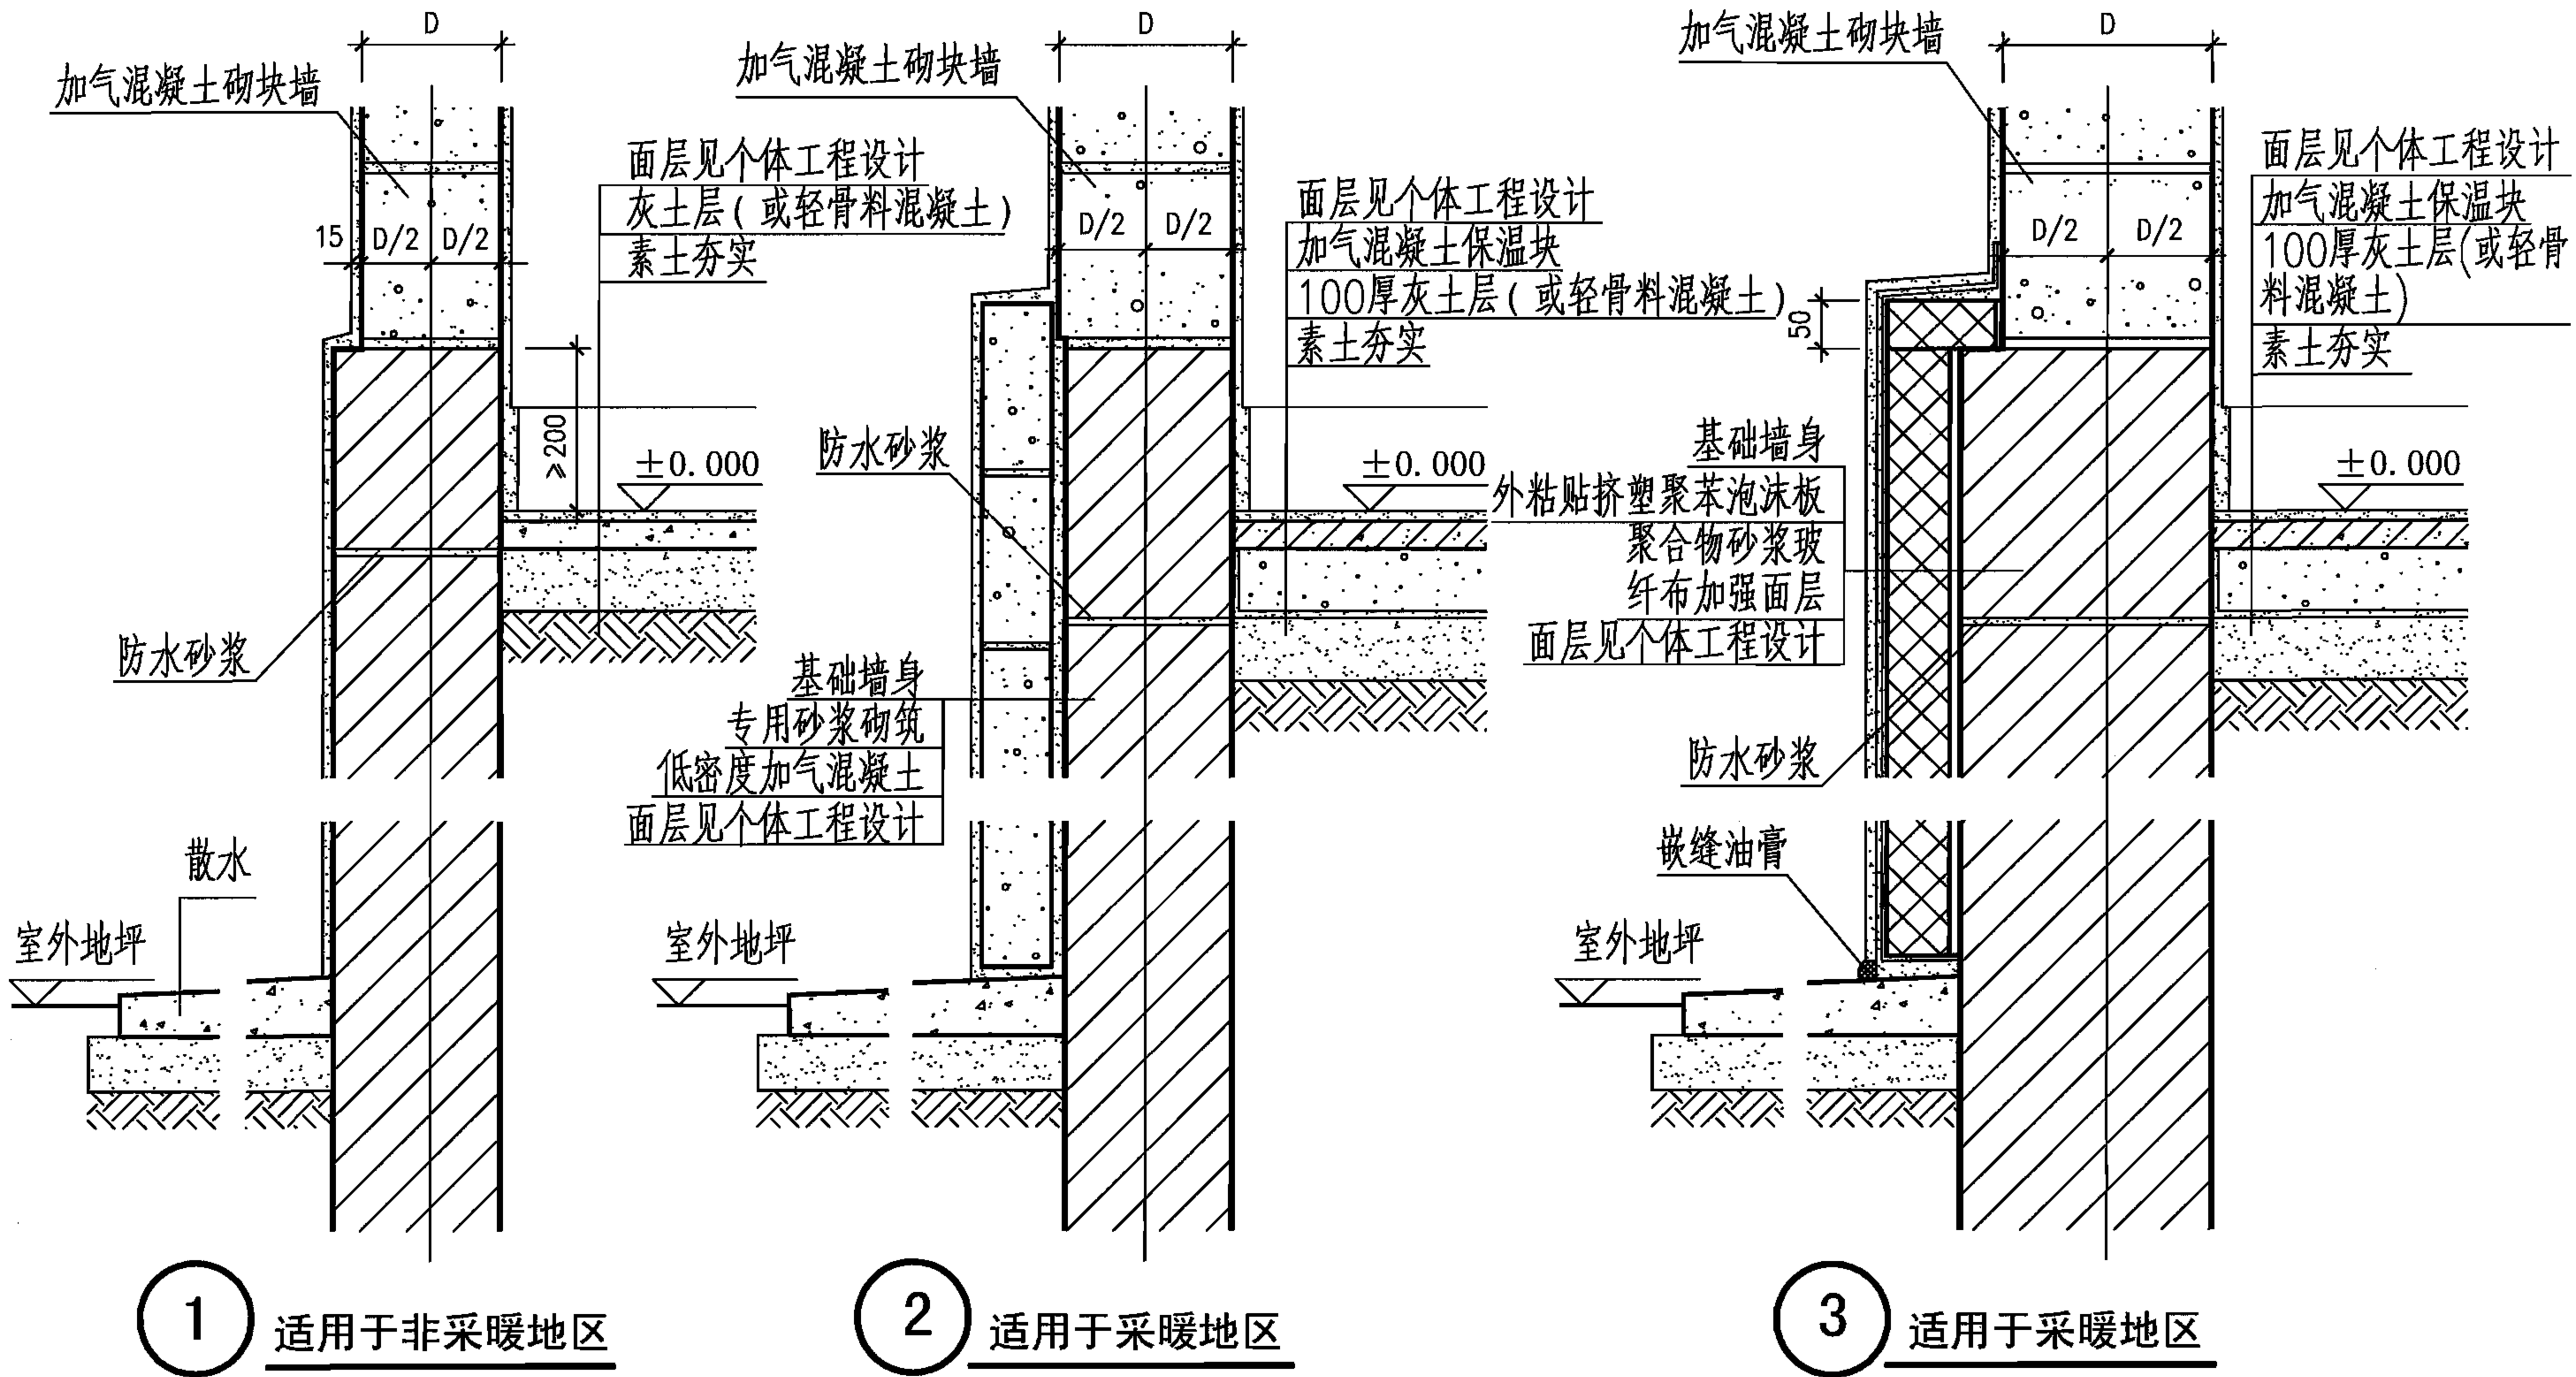 D
加气混凝土砌块墙
面层见个体工程设计
灰土层(或轻骨料混凝土)
素土夯实
15
D/2
D/2
≥200
±0.000
防水砂浆
散水
室外地坪
1
适用于非采暖地区
D
加气混凝土砌块墙
D/2
D/2
面层见个体工程设计
加气混凝土保温块
100厚灰土层(或轻骨料混凝土)
素土夯实
防水砂浆
±0.000
基础墙身
专用砂浆砌筑
低密度加气混凝土
面层见个体工程设计
室外地坪
2
适用于采暖地区
D
加气混凝土砌块墙
D/2
D/2
面层见个体工程设计
加气混凝土保温块
100厚灰土层(或轻骨
料混凝土)
素土夯实
50
±0.000
基础墙身
外粘贴挤塑聚苯泡沫板
聚合物砂浆玻
纤布加强面层
面层见个体工程设计
防水砂浆
嵌缝油膏
室外地坪
3
适用于采暖地区